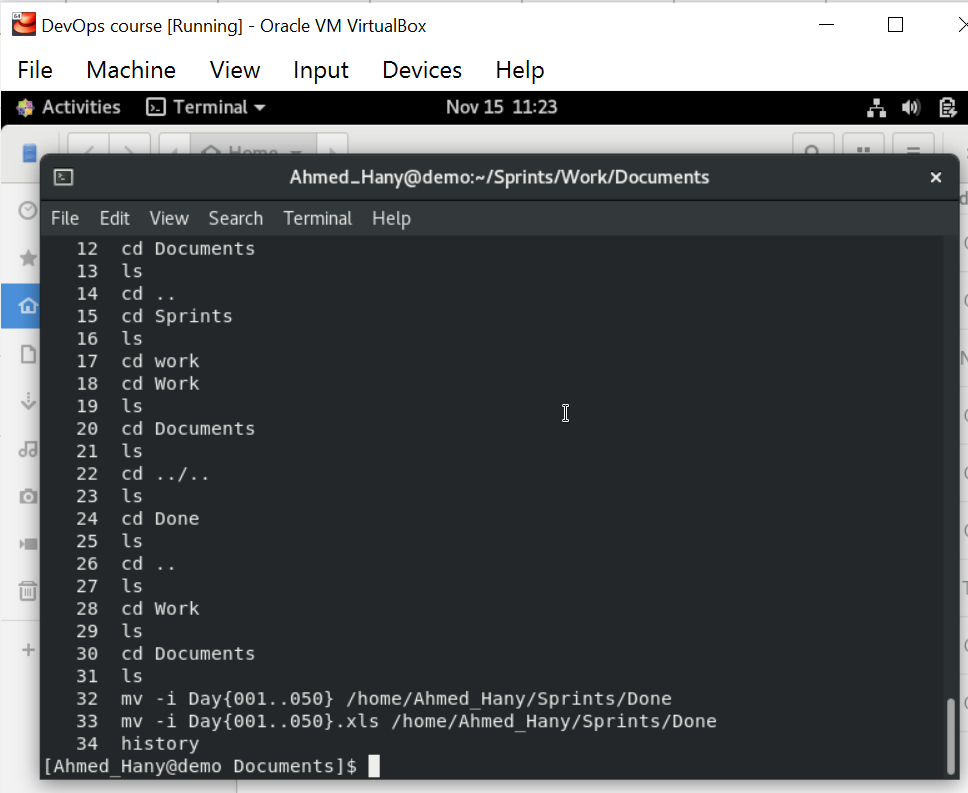 DevOps course [Running] - Oracle VM VirtualBox
File Machine View Input Devices Help
Activities Terminal Nov 15 11:23
Home
Ahmed_Hany@demo:~/Sprints/Work/Documents
File Edit View Search Terminal Help
12 cd Documents
13 ls
14 cd ..
15 cd Sprints
16 ls
17 cd work
18 cd Work
19 ls
20 cd Documents
21 ls
22 cd ../..
23 ls
24 cd Done
25 ls
26 cd ..
27 ls
28 cd Work
29 ls
30 cd Documents
31 ls
32 mv -i Day{001..050} /home/Ahmed_Hany/Sprints/Done
33 mv -i Day{001..050}.xls /home/Ahmed_Hany/Sprints/Done
34 history
[Ahmed_Hany@demo Documents]$